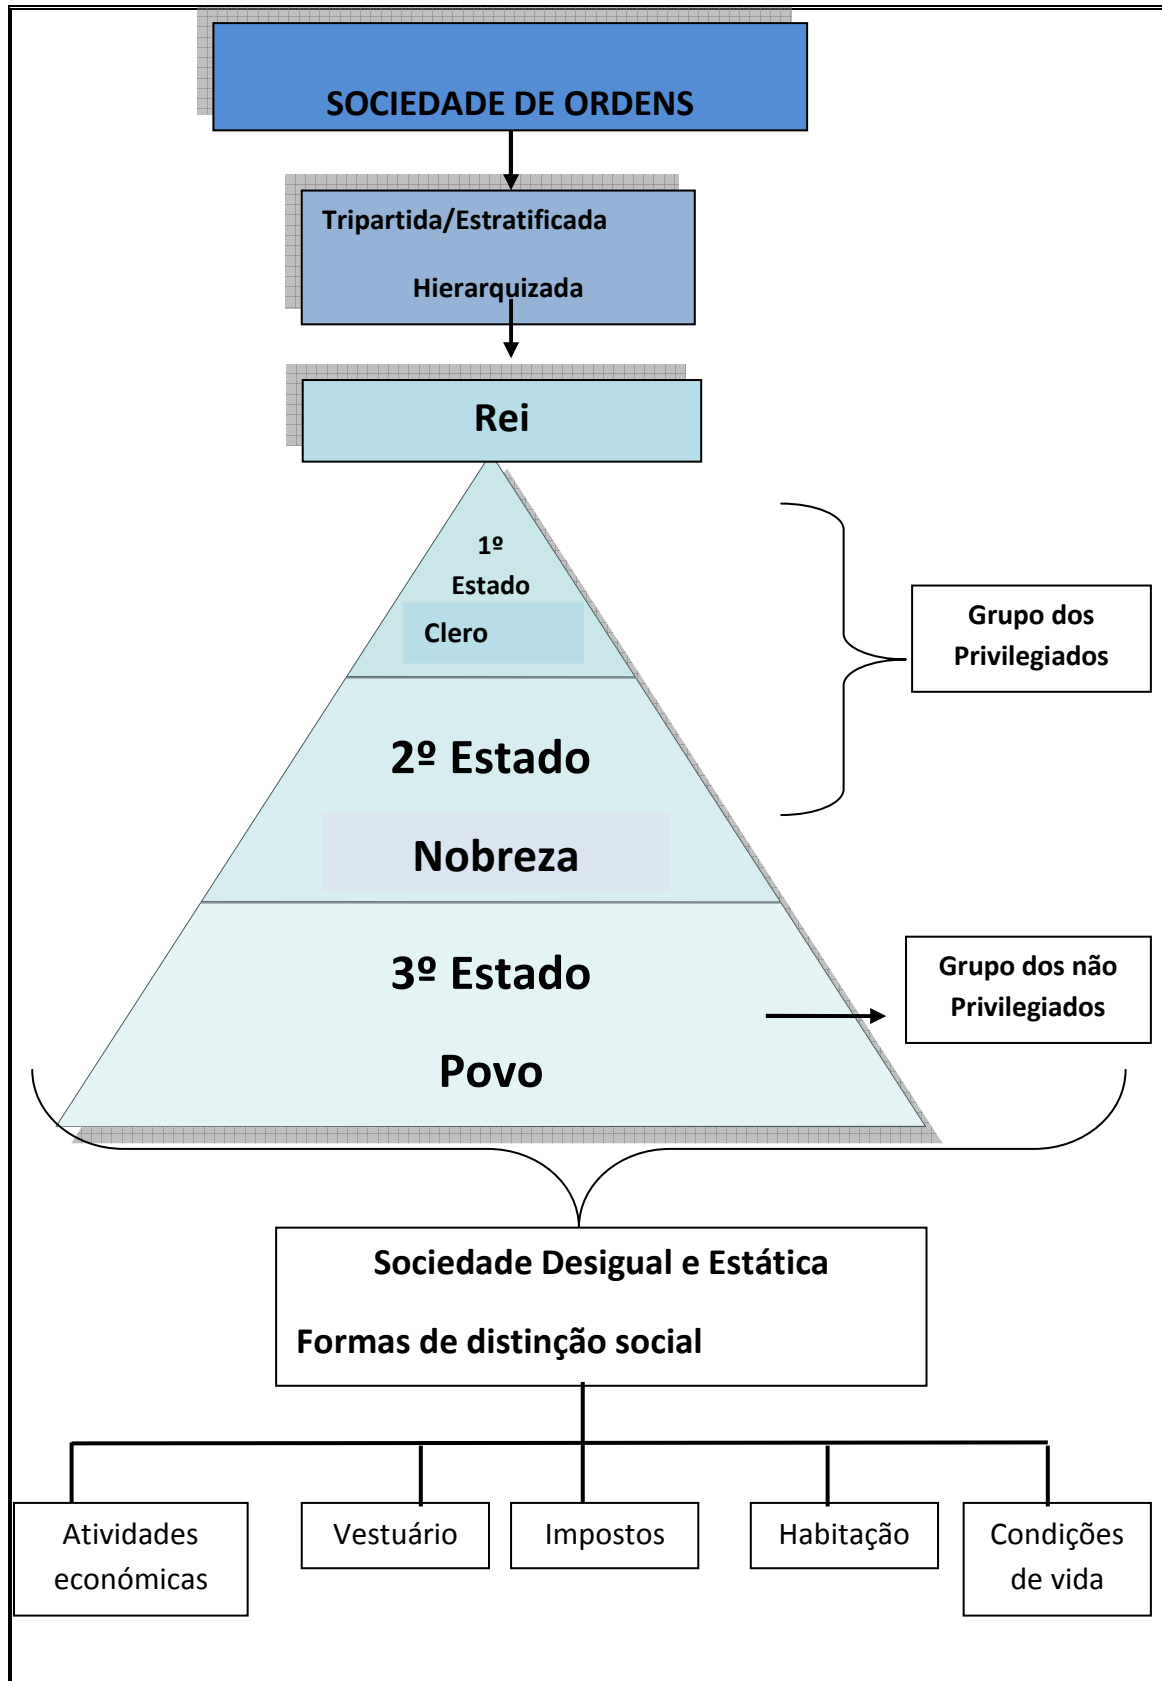 SOCIEDADE DE ORDENS
Tripartida/Estratificada
Hierarquizada
Rei
1º
Estado
Clero
Grupo dos
Privilegiados
2º Estado
Nobreza
3º Estado
Grupo dos não
Privilegiados
Povo
Sociedade Desigual e Estática
Formas de distinção social
Atividades
económicas
Vestuário
Impostos
Habitação
Condições
de vida